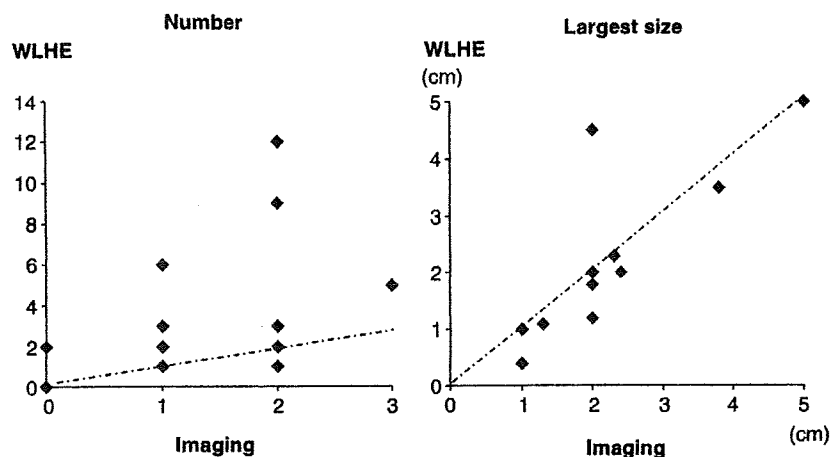 Number
WLHE
14
12
10
8
6
4
2
0
0 1 2 3
Imaging
Largest size
WLHE
(cm)
5
4
3
2
1
0
0 1 2 3 4 5 (cm)
Imaging